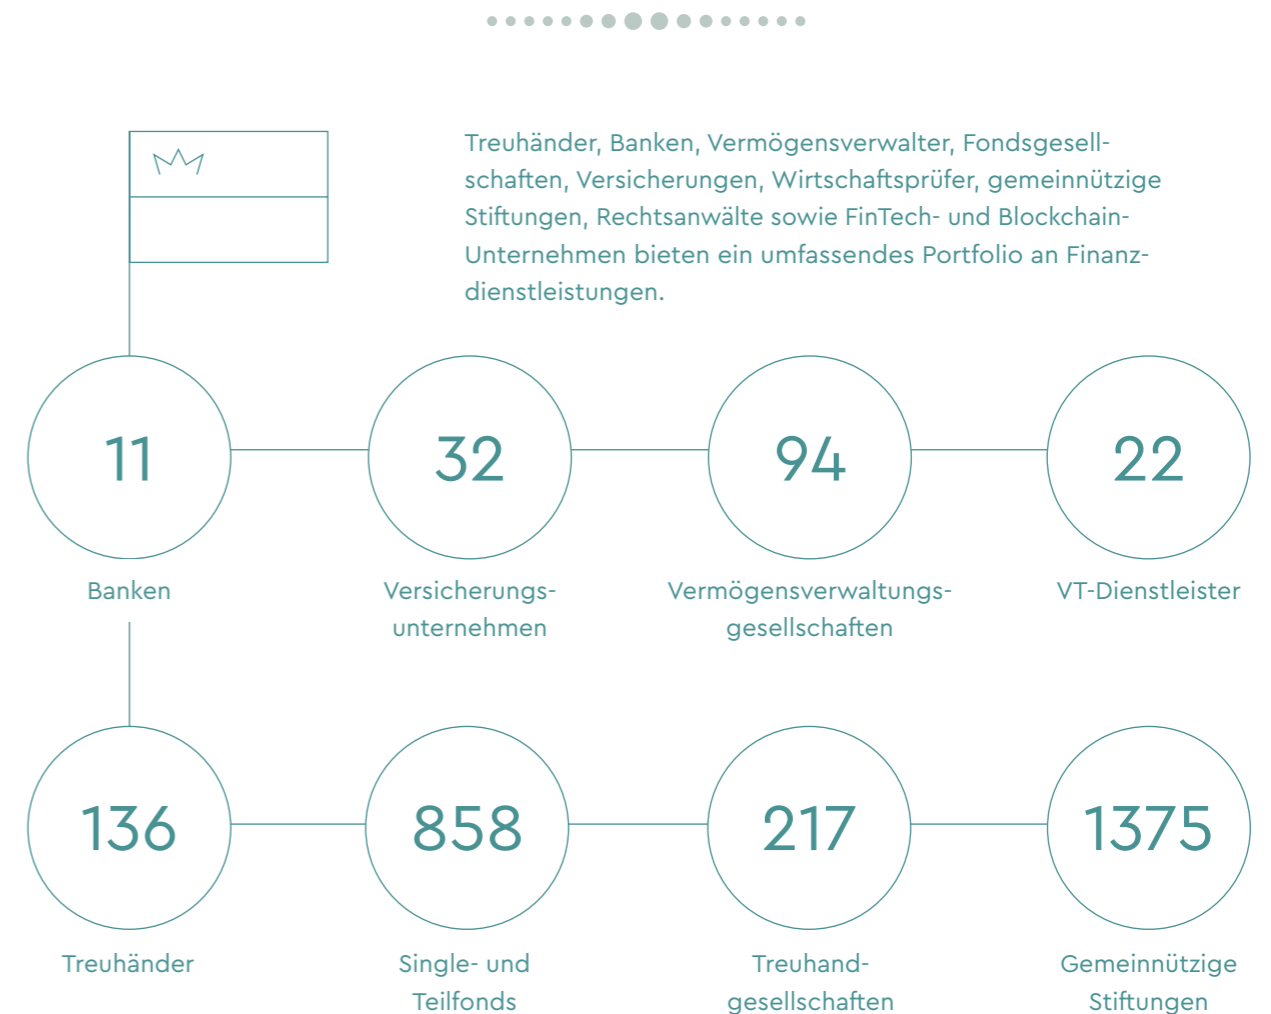 Treuhänder, Banken, Vermögensverwalter, Fondsgesell-
schaften, Versicherungen, Wirtschaftsprüfer, gemeinnützige
Stiftungen, Rechtsanwälte sowie FinTech- und Blockchain-
Unternehmen bieten ein umfassendes Portfolio an Finanz-
dienstleistungen.
11
Banken
32
Versicherungs-
unternehmen
94
Vermögensverwaltungs-
gesellschaften
22
VT-Dienstleister
136
Treuhänder
858
Single- und
Teilfonds
217
Treuhand-
gesellschaften
1375
Gemeinnützige
Stiftungen